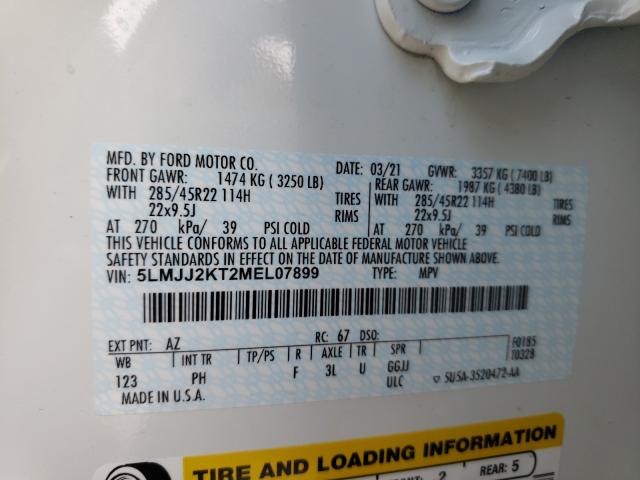 MFD. BY FORD MOTOR CO.
DATE: 03/21 GVWR: 3357 KG (7400 LB)
FRONT GAWR: 1474 KG (3250 LB)
REAR GAWR: 1987 KG (4380 LB)
WITH 285/45R22 114H TIRES
WITH 285/45R22 114H TIRES
22x9.5J RIMS
22x9.5J RIMS
AT 270 kPa/ 39 PSI COLD
AT 270 kPa/ 39 PSI COLD
THIS VEHICLE CONFORMS TO ALL APPLICABLE FEDERAL MOTOR VEHICLE
SAFETY STANDARDS IN EFFECT ON THE DATE OF MANUFACTURE SHOWN ABOVE.
VIN: 5LMJJ2KT2MEL07899 TYPE: MPV
EXT PNT: AZ RC: 67 DSO: F0185
WB INT TR TP/PS R AXLE TR SPR T0328
123 PH F 3L U GGJJ
MADE IN U.S.A. ULC ▽ 5U5A-3520472-AA
TIRE AND LOADING INFORMATION
2 REAR: 5